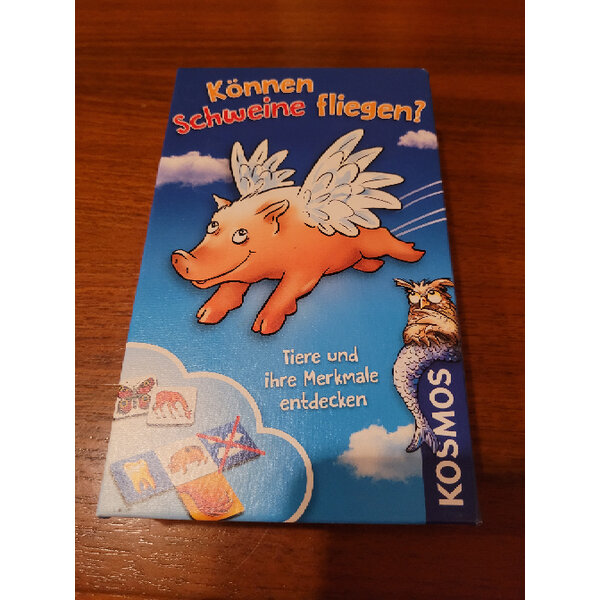 Können
Schweine fliegen?
Tiere und
ihre Merkmale
entdecken
KOSMOS